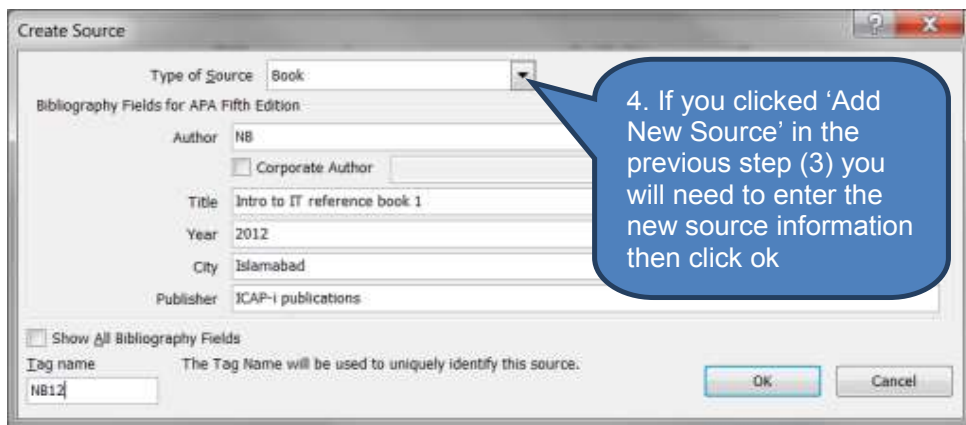 Create Source
Type of Source Book
Bibliography Fields for APA Fifth Edition
Author NB
Corporate Author
Title Intro to IT reference book 1
Year 2012
City Islamabad
Publisher ICAP-i publications
4. If you clicked ‘Add
New Source’ in the
previous step (3) you
will need to enter the
new source information
then click ok
Show All Bibliography Fields
Tag name The Tag Name will be used to uniquely identify this source.
NB12
OK Cancel